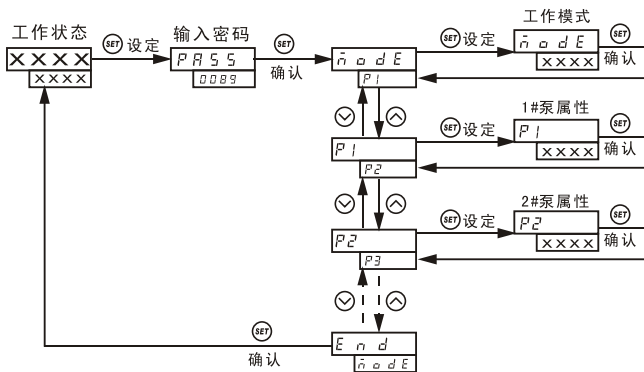 工作状态
XXXX
XXXX
SET 设定
输入密码
PASS
0089
SET
确认
ñodE
P1
SET 设定
工作模式
ñodE
XXXX
SET
确认
P1
P2
SET 设定
1#泵属性
P1
XXXX
SET
确认
P2
P3
SET 设定
2#泵属性
P2
XXXX
SET
确认
End
ñodE
SET
确认